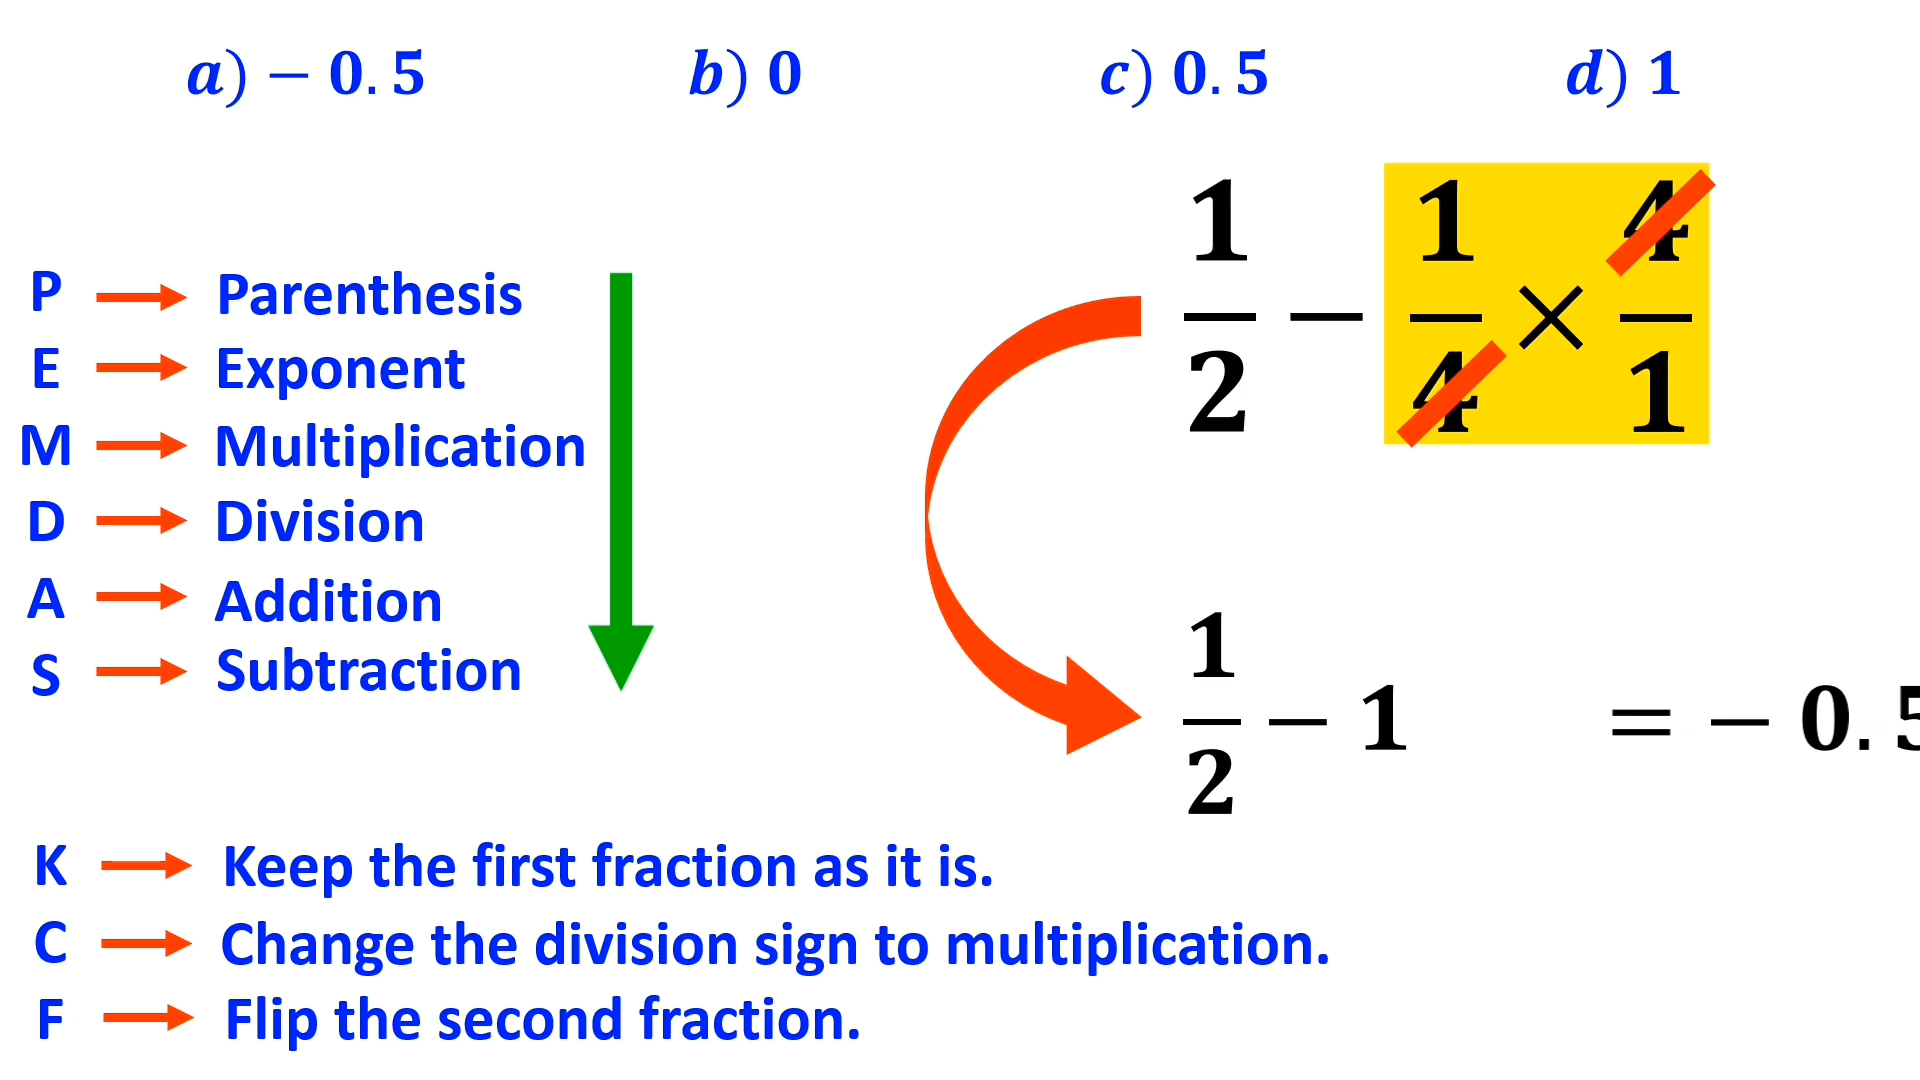 a) − 0.5 b) 0 c) 0.5 d) 1
1/2 − 1/4 × 4/1
P → Parenthesis
E → Exponent
M → Multiplication
D → Division
A → Addition
S → Subtraction
1/2 − 1 = − 0.5
K → Keep the first fraction as it is.
C → Change the division sign to multiplication.
F → Flip the second fraction.